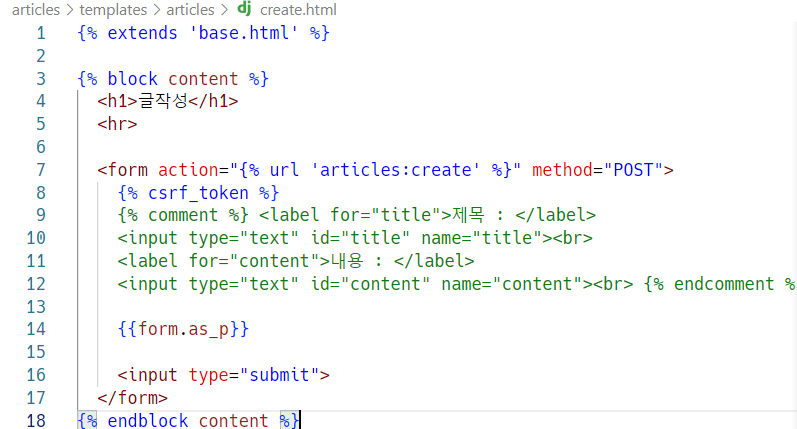 articles > templates > articles > dj create.html
1 {% extends 'base.html' %}
2
3 {% block content %}
4 <h1>글작성</h1>
5 <hr>
6
7 <form action="{% url 'articles:create' %}" method="POST">
8 {% csrf_token %}
9 {% comment %} <label for="title">제목 : </label>
10 <input type="text" id="title" name="title"><br>
11 <label for="content">내용 : </label>
12 <input type="text" id="content" name="content"><br> {% endcomment %
13
14 {{form.as_p}}
15
16 <input type="submit">
17 </form>
18 {% endblock content %}